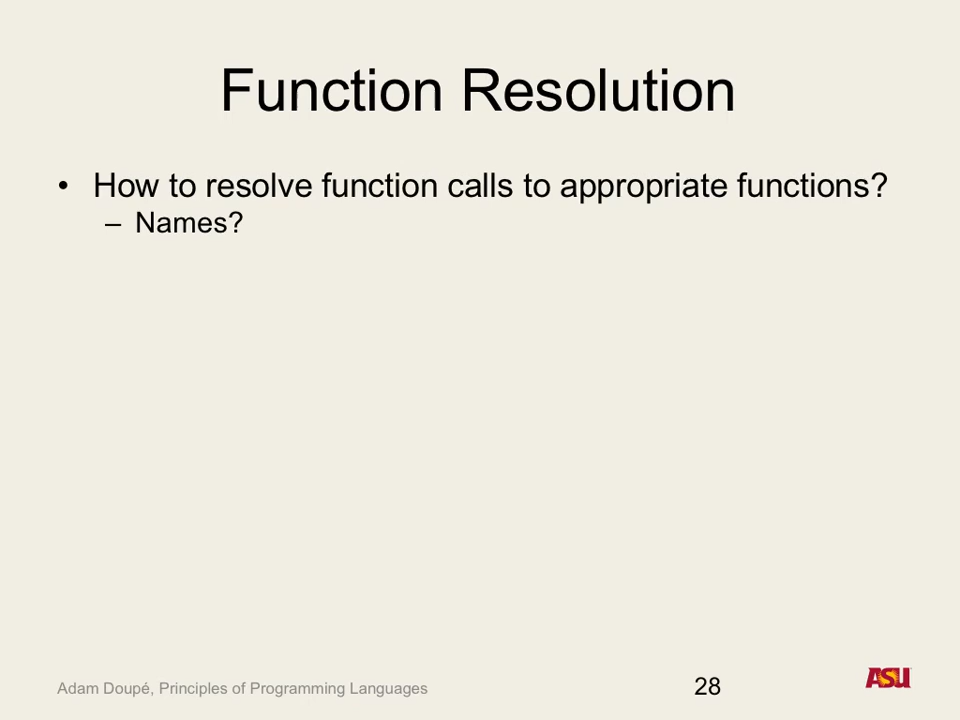 Function Resolution
• How to resolve function calls to appropriate functions?
– Names?
Adam Doupé, Principles of Programming Languages
28
ASU